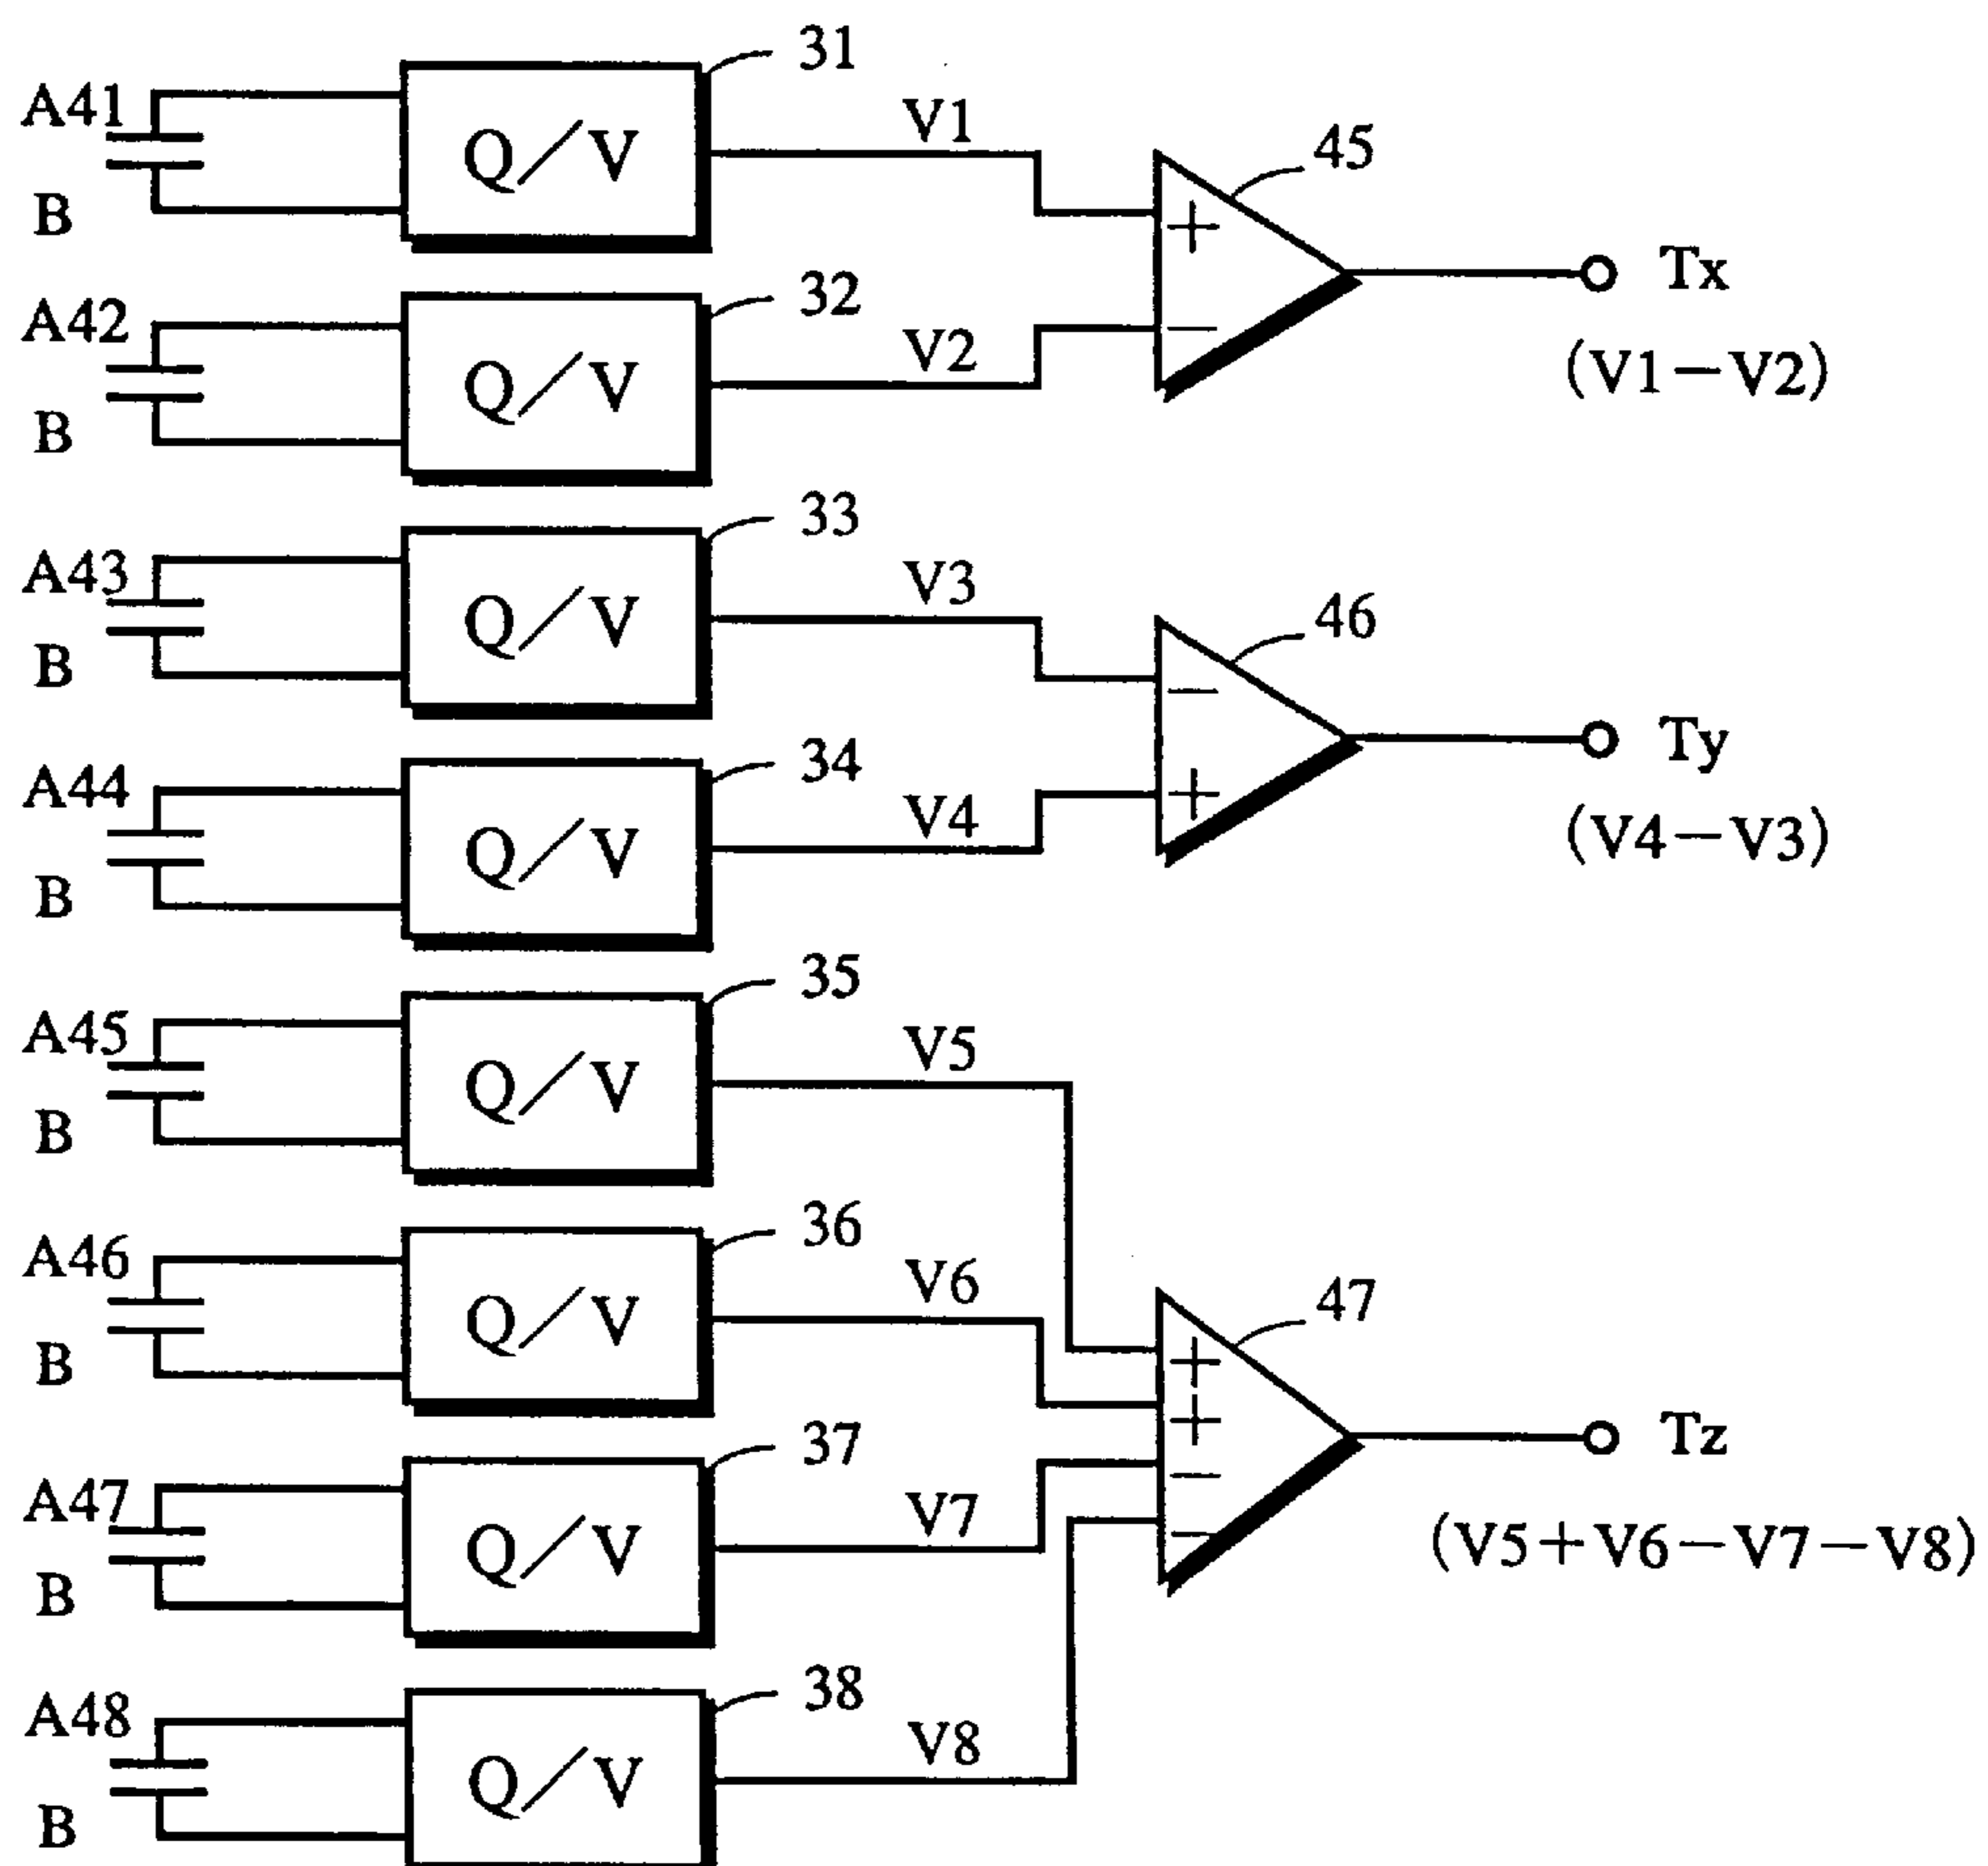 31
A41
Q/V
V1
B
45
+
−
Tx
(V1−V2)
32
A42
Q/V
V2
B
33
A43
Q/V
V3
B
46
−
+
Ty
(V4−V3)
34
A44
Q/V
V4
B
35
A45
Q/V
V5
B
36
A46
Q/V
V6
B
47
+
+
−
−
Tz
(V5+V6−V7−V8)
37
A47
Q/V
V7
B
38
A48
Q/V
V8
B